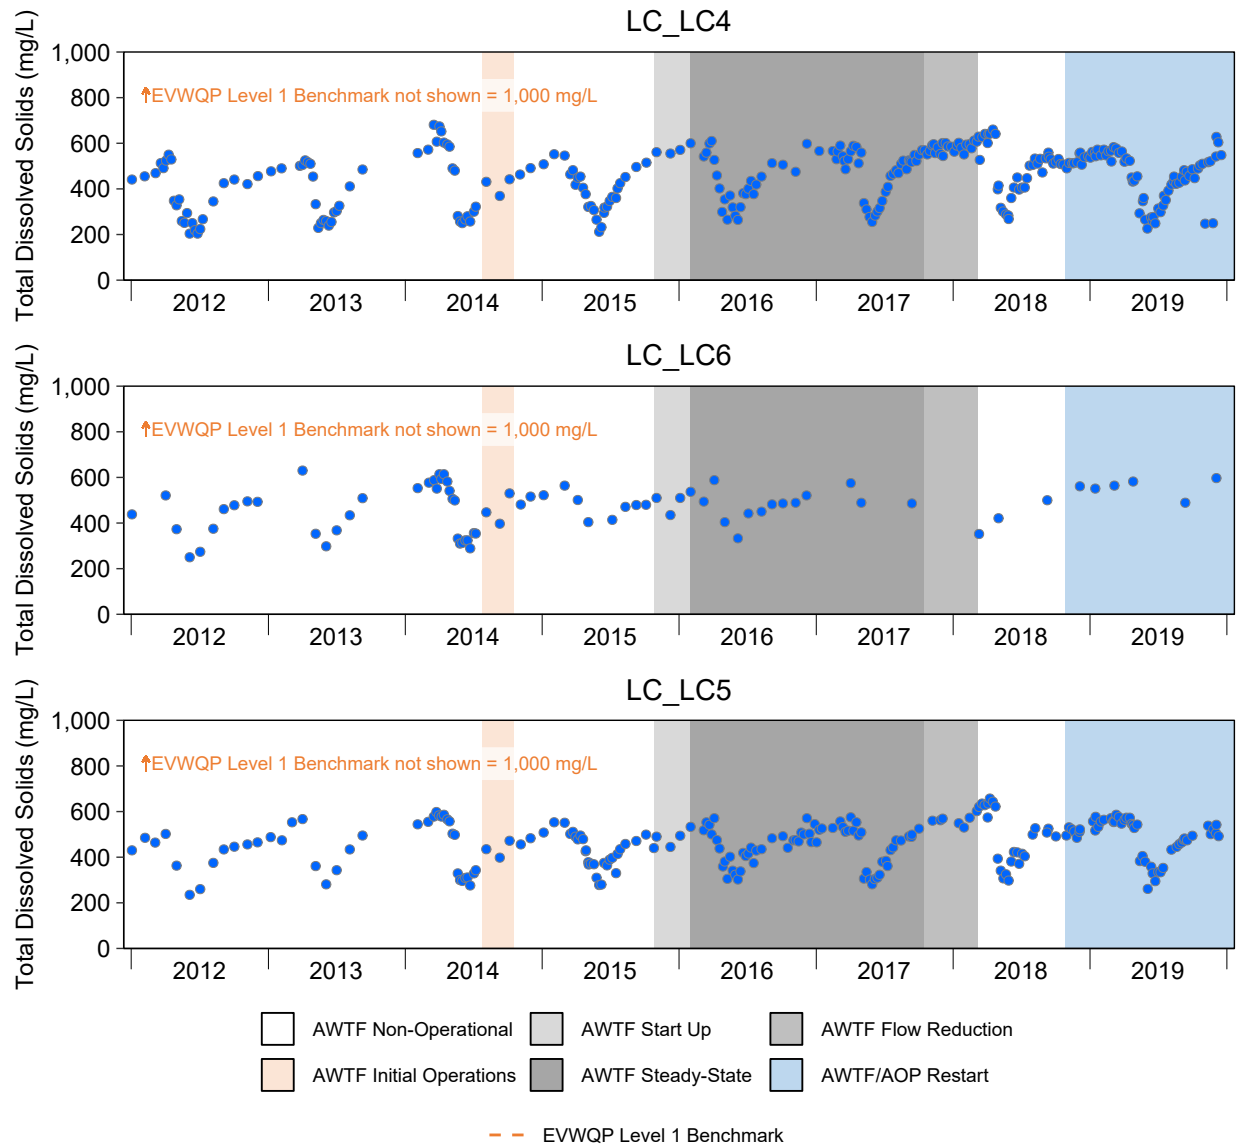 LC_LC4
Total Dissolved Solids (mg/L)
1,000
800
600
400
200
0
↑EVWQP Level 1 Benchmark not shown = 1,000 mg/L
2012 2013 2014 2015 2016 2017 2018 2019
LC_LC6
Total Dissolved Solids (mg/L)
1,000
800
600
400
200
0
↑EVWQP Level 1 Benchmark not shown = 1,000 mg/L
2012 2013 2014 2015 2016 2017 2018 2019
LC_LC5
Total Dissolved Solids (mg/L)
1,000
800
600
400
200
0
↑EVWQP Level 1 Benchmark not shown = 1,000 mg/L
2012 2013 2014 2015 2016 2017 2018 2019
AWTF Non-Operational AWTF Start Up AWTF Flow Reduction
AWTF Initial Operations AWTF Steady-State AWTF/AOP Restart
EVWQP Level 1 Benchmark